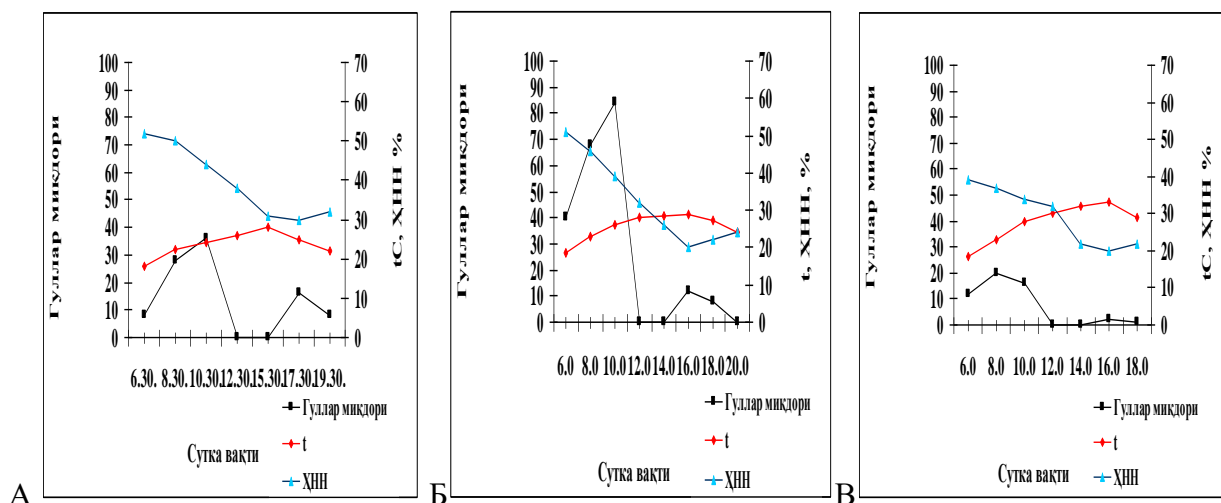 Гуллар миқдори
100
90
80
70
60
50
40
30
20
10
0
70
60
50
40
30
20
10
0
tC, ҲНН %
6.30. 8.30. 10.30. 12.30. 15.30. 17.30. 19.30.
Гуллар миқдори
t
ҲНН
Сутка вақти
А
Гуллар миқдори
100
90
80
70
60
50
40
30
20
10
0
70
60
50
40
30
20
10
0
t, ҲНН, %
6.0 8.0 10.0 12.0 14.0 16.0 18.0 20.0
Гуллар миқдори
t
ҲНН
Сутка вақти
Б
Гуллар миқдори
100
90
80
70
60
50
40
30
20
10
0
70
60
50
40
30
20
10
0
tC, ҲНН %
6.0 8.0 10.0 12.0 14.0 16.0 18.0
Гуллар миқдори
t
ҲНН
Сутка вақти
В